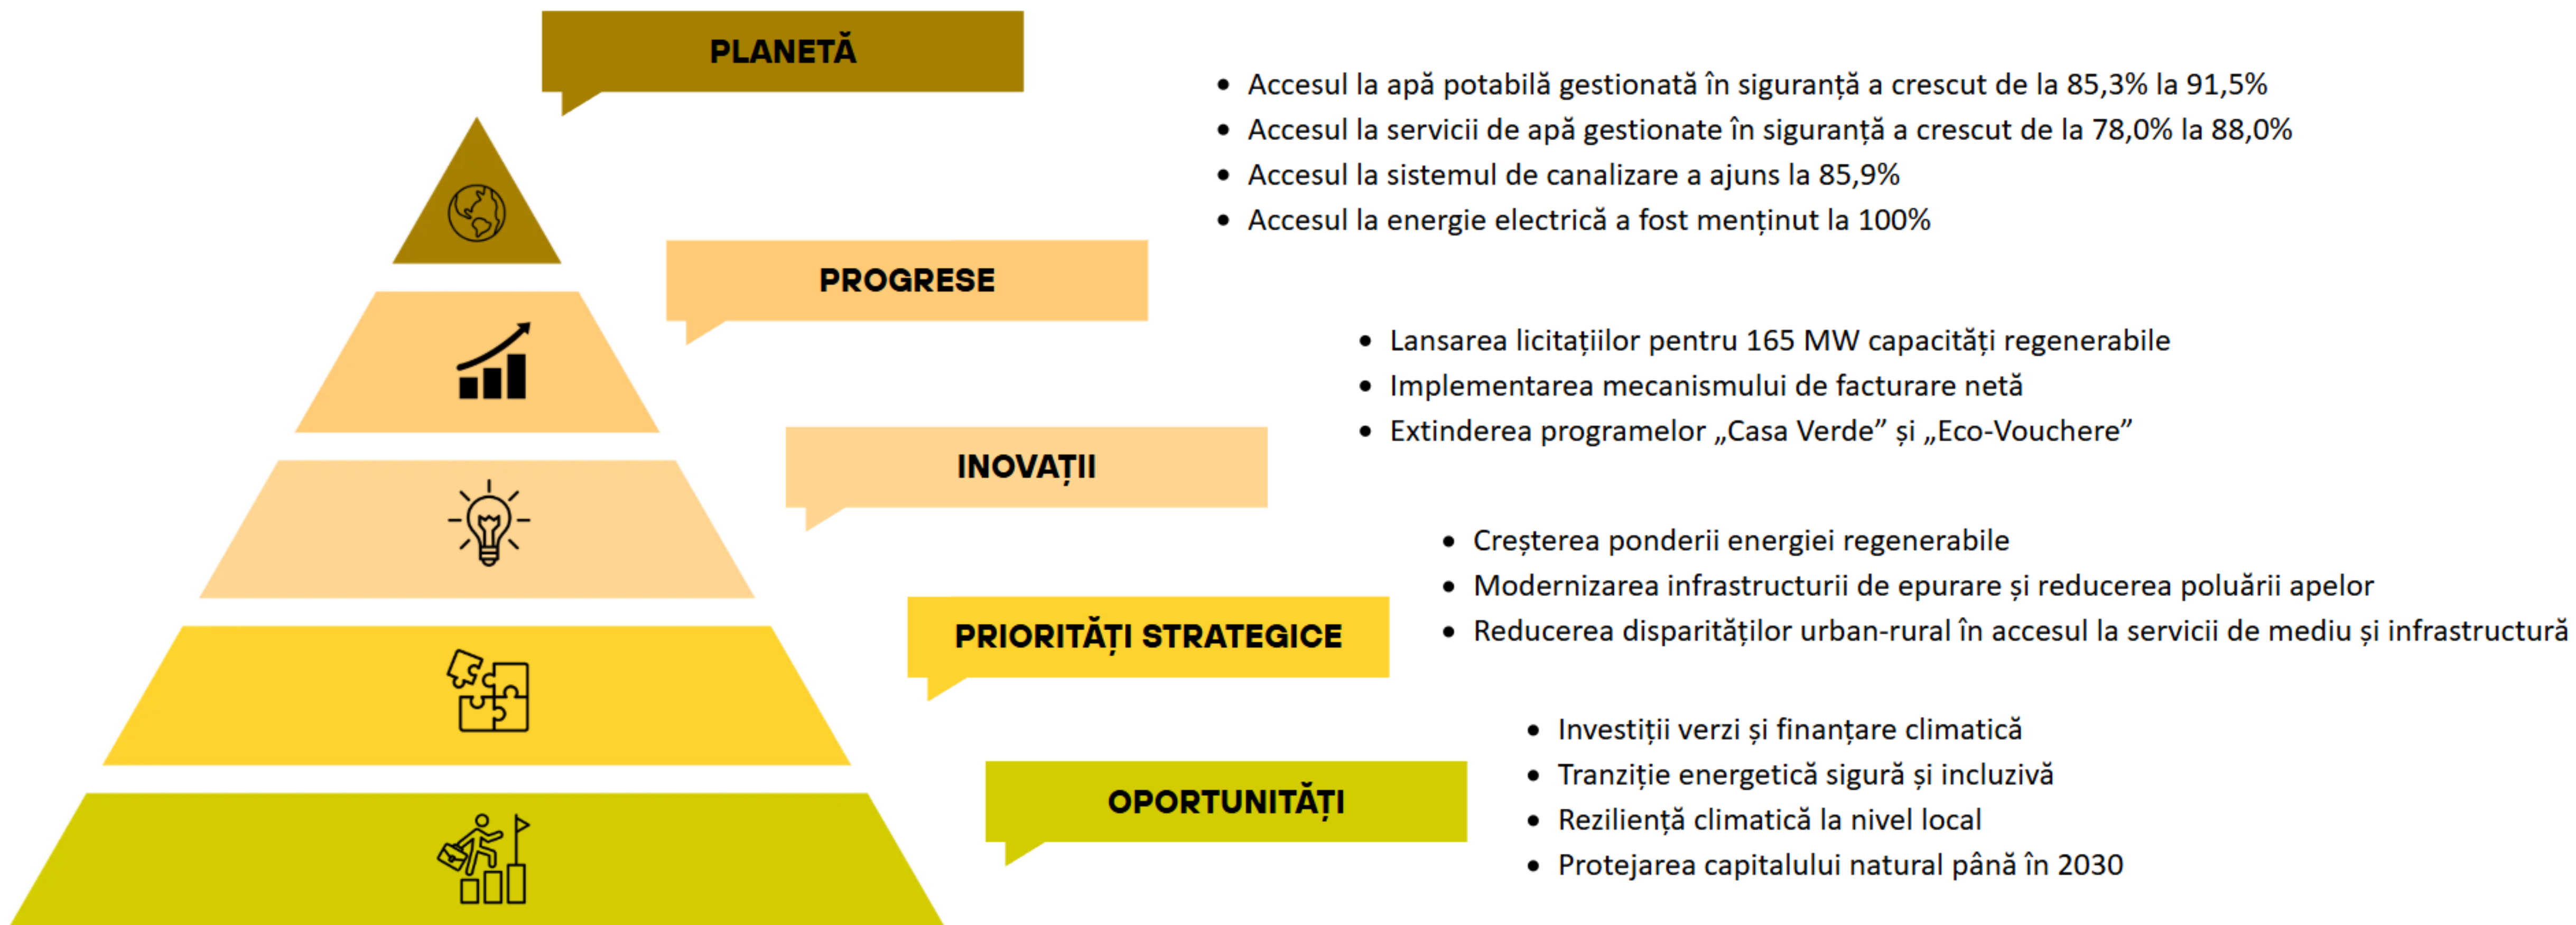 PLANETĂ
• Accesul la apă potabilă gestionată în siguranță a crescut de la 85,3% la 91,5%
• Accesul la servicii de apă gestionate în siguranță a crescut de la 78,0% la 88,0%
• Accesul la sistemul de canalizare a ajuns la 85,9%
• Accesul la energie electrică a fost menținut la 100%
PROGRESE
• Lansarea licitațiilor pentru 165 MW capacități regenerabile
• Implementarea mecanismului de facturare netă
• Extinderea programelor „Casa Verde” și „Eco-Vouchere”
INOVAȚII
• Creșterea ponderii energiei regenerabile
• Modernizarea infrastructurii de epurare și reducerea poluării apelor
• Reducerea disparităților urban-rural în accesul la servicii de mediu și infrastructură
PRIORITĂȚI STRATEGICE
• Investiții verzi și finanțare climatică
• Tranziție energetică sigură și incluzivă
• Reziliență climatică la nivel local
• Protejarea capitalului natural până în 2030
OPORTUNITĂȚI